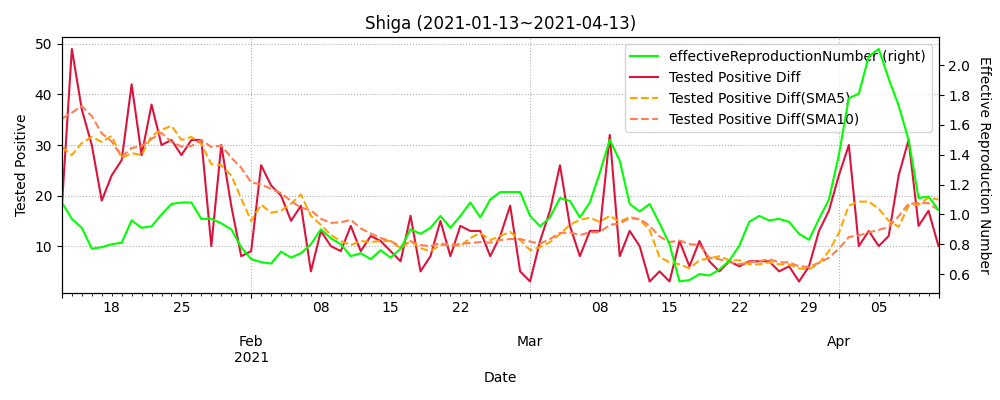 Shiga (2021-01-13~2021-04-13)
effectiveReproductionNumber (right)
Tested Positive Diff
Tested Positive Diff(SMA5)
Tested Positive Diff(SMA10)
Tested Positive
50
40
30
20
10
Effective Reproduction Number
2.0
1.8
1.6
1.4
1.2
1.0
0.8
0.6
18 25 08 15 22 08 15 22 29 05
Feb Mar Apr
2021
Date